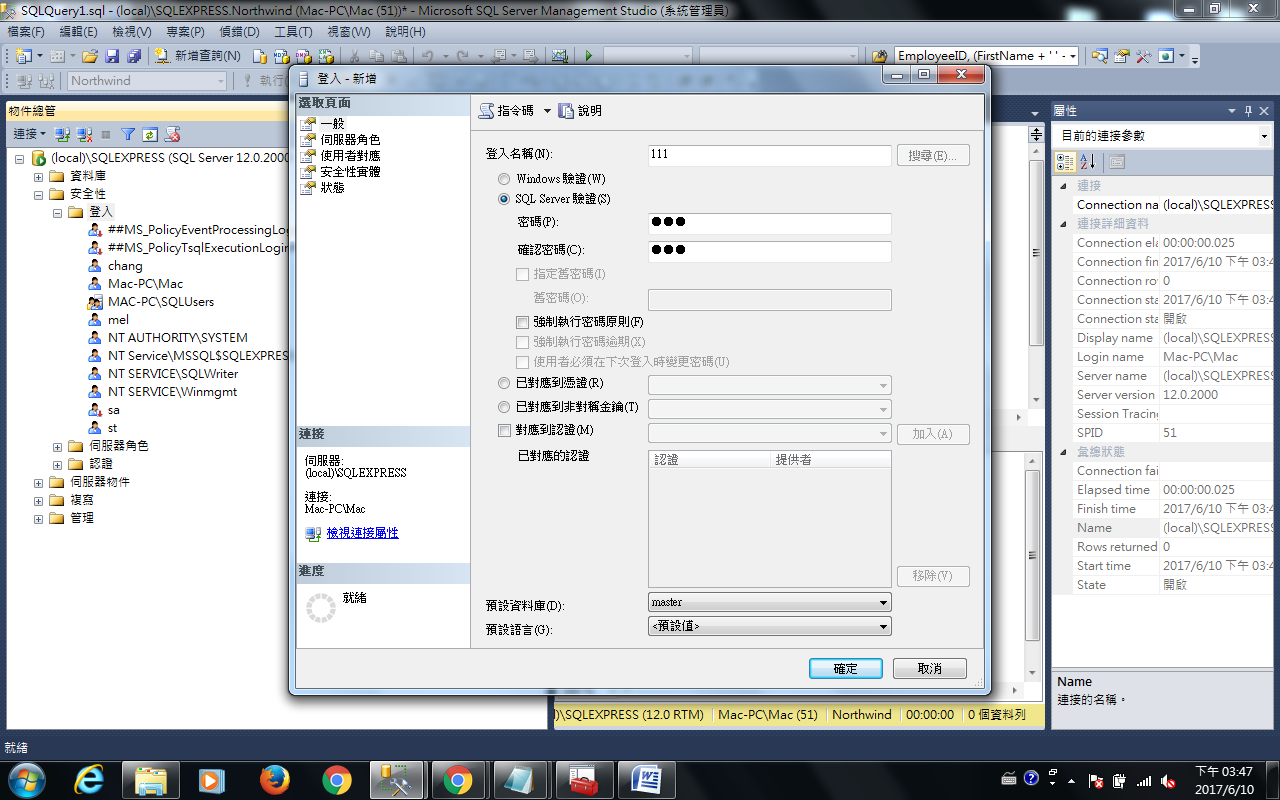 SQLQuery1.sql - (local)\SQLEXPRESS.Northwind (Mac-PC\Mac (51))* - Microsoft SQL Server Management Studio (系統管理員)
檔案(F) 編輯(E) 檢視(V) 專案(P) 偵錯(D) 工具(T) 視窗(W) 說明(H)
新增查詢(N) EmployeeID, (FirstName + ' ' -
Northwind 執行
物件總管
連接
(local)\SQLEXPRESS (SQL Server 12.0.2000
資料庫
安全性
登入
##MS_PolicyEventProcessingLo
##MS_PolicyTsqlExecutionLogin
chang
Mac-PC\Mac
MAC-PC\SQLUsers
mel
NT AUTHORITY\SYSTEM
NT Service\MSSQL$SQLEXPRES
NT SERVICE\SQLWriter
NT SERVICE\Winmgmt
sa
st
伺服器角色
認證
伺服器物件
複寫
管理
登入 - 新增
選取頁面
一般
伺服器角色
使用者對應
安全性實體
狀態
連接
伺服器:
(local)\SQLEXPRESS
連接:
Mac-PC\Mac
檢視連接屬性
進度
就緒
指令碼 說明
登入名稱(N): 111 搜尋(E)...
Windows 驗證(W)
SQL Server 驗證(S)
密碼(P): ●●●
確認密碼(C): ●●●
指定舊密碼(I)
舊密碼(O):
強制執行密碼原則(F)
強制執行密碼逾期(X)
使用者必須在下次登入時變更密碼(U)
已對應到憑證(R)
已對應到非對稱金鑰(T)
對應到認證(M) 加入(A)
已對應的認證 認證 提供者
移除(V)
預設資料庫(D): master
預設語言(G): <預設值>
確定 取消
屬性
目前的連接參數
連接
Connection na (local)\SQLEXPRESS
連接詳細資料
Connection ela 00:00:00.025
Connection fin 2017/6/10 下午 03:4
Connection ro 0
Connection sta 2017/6/10 下午 03:4
Connection sta 開啟
Display name (local)\SQLEXPRESS
Login name Mac-PC\Mac
Server name (local)\SQLEXPRESS
Server version 12.0.2000
Session Tracing
SPID 51
彙總狀態
Connection fai
Elapsed time 00:00:00.025
Finish time 2017/6/10 下午 03:4
Name (local)\SQLEXPRESS
Rows returned 0
Start time 2017/6/10 下午 03:4
State 開啟
Name
連接的名稱。
l)\SQLEXPRESS (12.0 RTM) Mac-PC\Mac (51) Northwind 00:00:00 0 個資料列
就緒
下午 03:47
2017/6/10